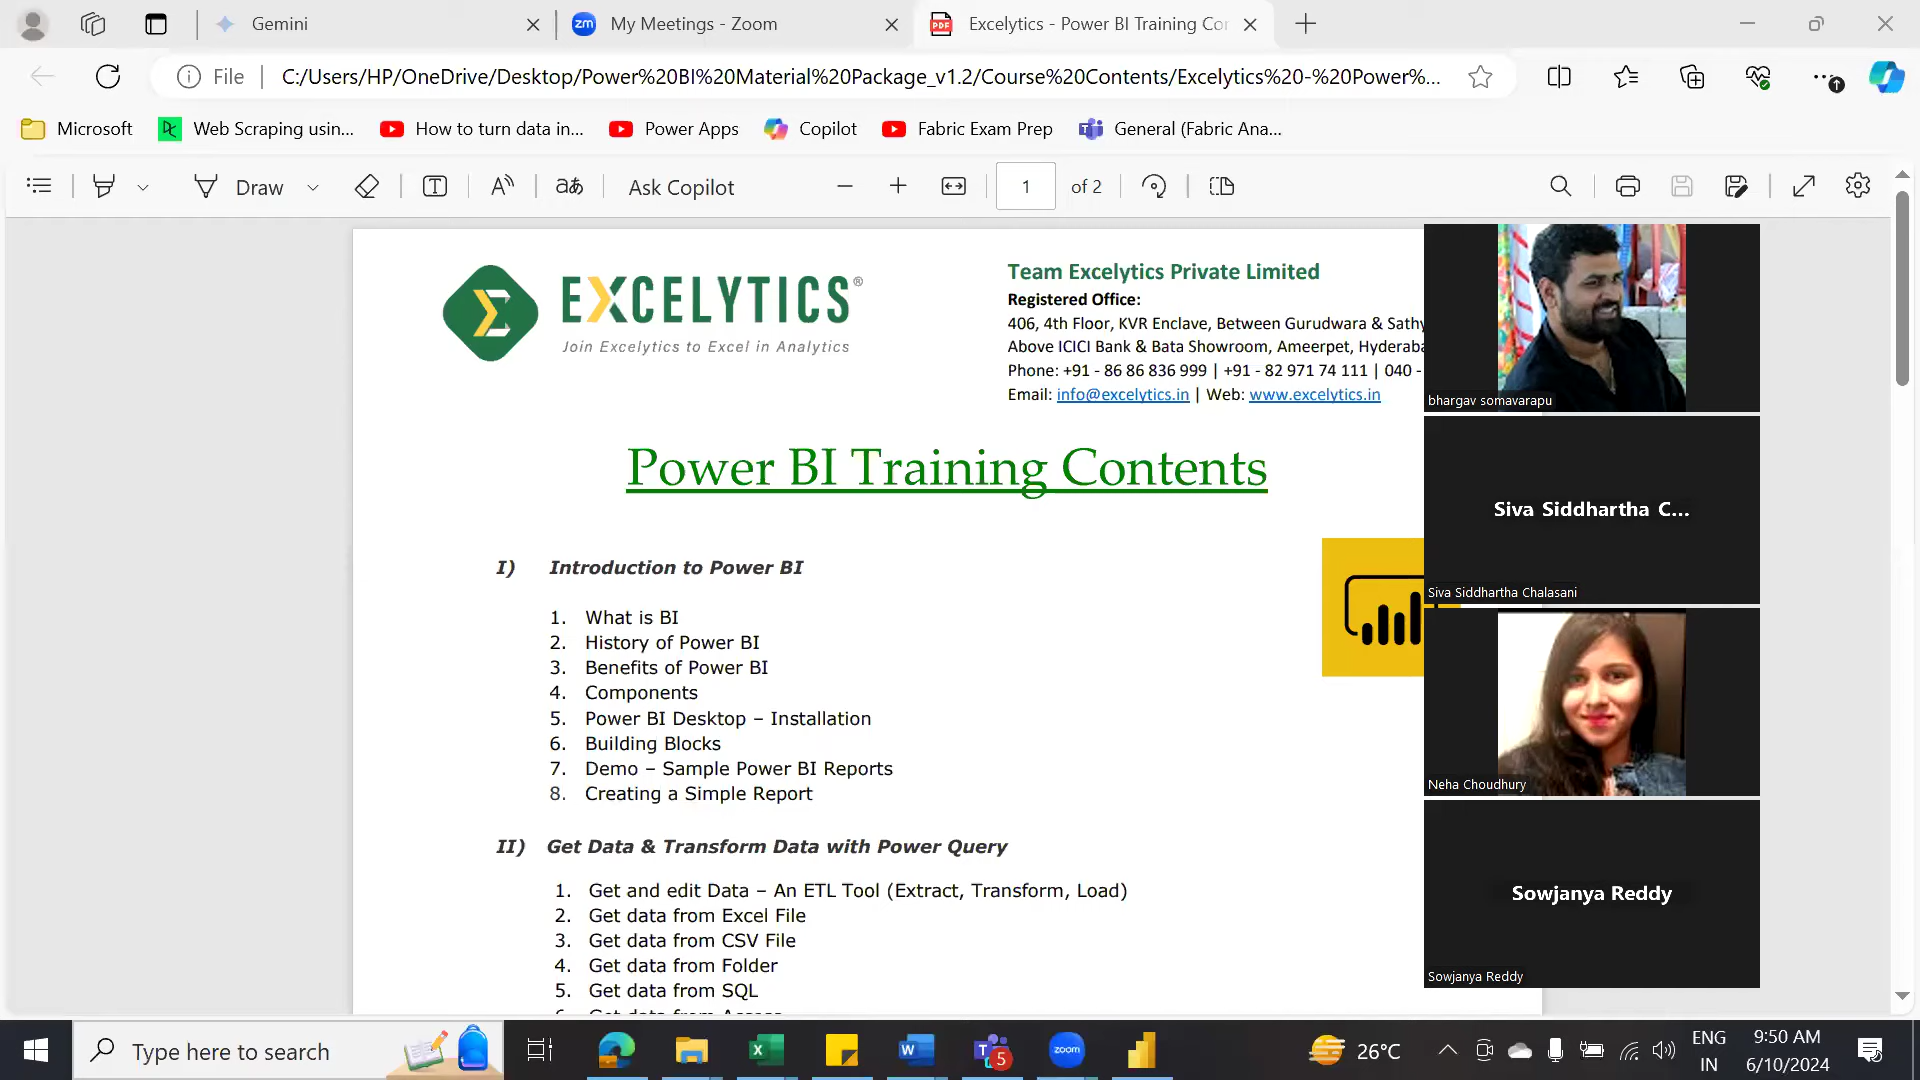 Gemini
zm My Meetings - Zoom
PDF Excelytics - Power BI Training Cor
File C:/Users/HP/OneDrive/Desktop/Power%20BI%20Material%20Package_v1.2/Course%20Contents/Excelytics%20-%20Power%...
Microsoft
Web Scraping usin...
How to turn data in...
Power Apps
Copilot
Fabric Exam Prep
General (Fabric Ana...
Draw
Ask Copilot
1 of 2
EXCELYTICS®
Join Excelytics to Excel in Analytics
Team Excelytics Private Limited
Registered Office:
406, 4th Floor, KVR Enclave, Between Gurudwara & Sathy
Above ICICI Bank & Bata Showroom, Ameerpet, Hyderaba
Phone: +91 - 86 86 836 999 | +91 - 82 971 74 111 | 040 -
Email: info@excelytics.in | Web: www.excelytics.in
Power BI Training Contents
I) Introduction to Power BI
1. What is BI
2. History of Power BI
3. Benefits of Power BI
4. Components
5. Power BI Desktop – Installation
6. Building Blocks
7. Demo – Sample Power BI Reports
8. Creating a Simple Report
II) Get Data & Transform Data with Power Query
1. Get and edit Data – An ETL Tool (Extract, Transform, Load)
2. Get data from Excel File
3. Get data from CSV File
4. Get data from Folder
5. Get data from SQL
bhargav somavarapu
Siva Siddhartha C...
Siva Siddhartha Chalasani
Neha Choudhury
Sowjanya Reddy
Sowjanya Reddy
Type here to search
5
zoom
26°C
ENG
IN
9:50 AM
6/10/2024